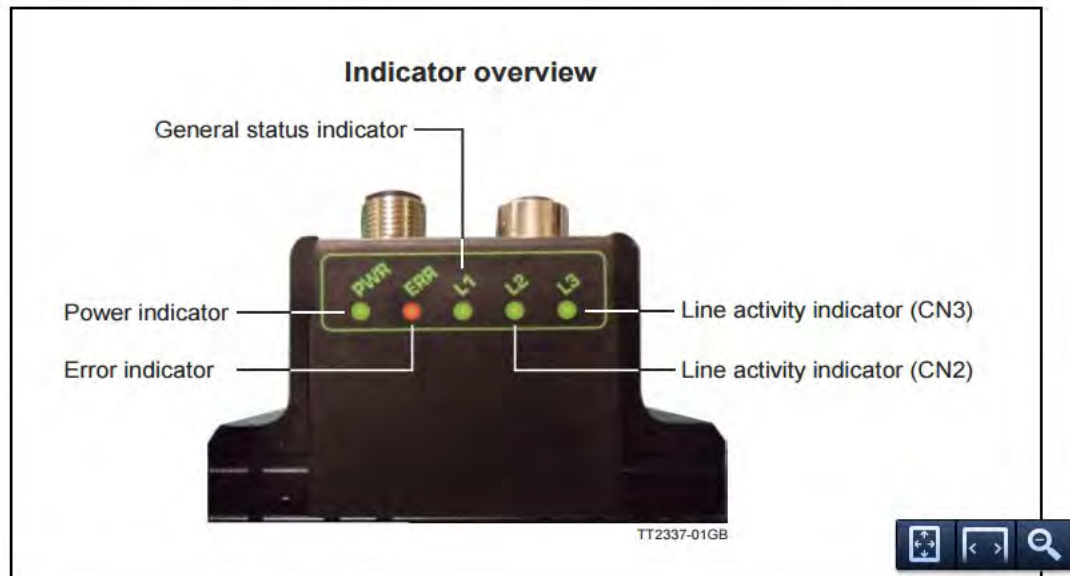 Indicator overview
General status indicator
PWR ERR L1 L2 L3
Power indicator
Line activity indicator (CN3)
Error indicator
Line activity indicator (CN2)
TT2337-01GB